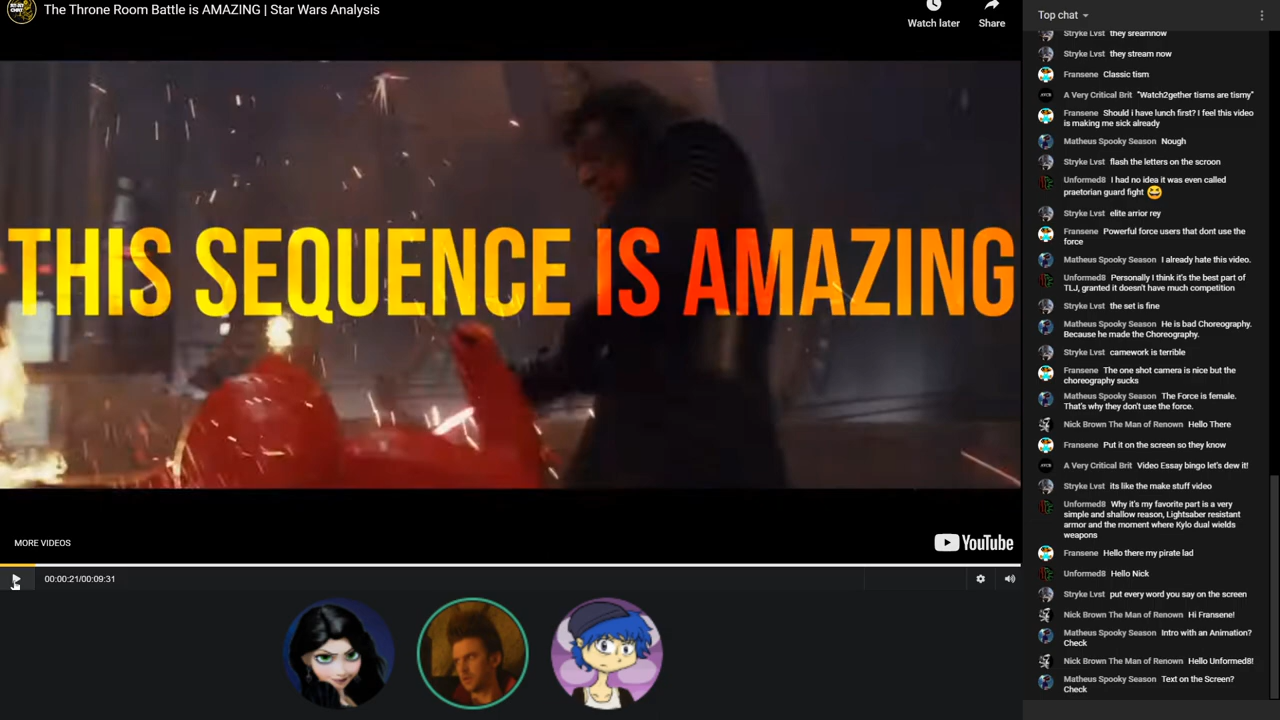 The Throne Room Battle is AMAZING | Star Wars Analysis
Watch later
Share
THIS SEQUENCE IS AMAZING
MORE VIDEOS
YouTube
00:00:21/00:09:31
Top chat
Stryke Lvst they sreamnow
Stryke Lvst they stream now
Fransene Classic tism
A Very Critical Brit "Watch2gether tisms are tismy"
Fransene Should i have lunch first? I feel this video
is making me sick already
Matheus Spooky Season Nough
Stryke Lvst flash the letters on the scroon
Unformed8 I had no idea it was even called
praetorian guard fight
Stryke Lvst elite arrior rey
Fransene Powerful force users that dont use the
force
Matheus Spooky Season I already hate this video.
Unformed8 Personally I think it's the best part of
TLJ, granted it doesn't have much competition
Stryke Lvst the set is fine
Matheus Spooky Season He is bad Choreography.
Because he made the Choreography.
Stryke Lvst camework is terrible
Fransene The one shot camera is nice but the
choreography sucks
Matheus Spooky Season The Force is female.
That's why they don't use the force.
Nick Brown The Man of Renown Hello There
Fransene Put it on the screen so they know
A Very Critical Brit Video Essay bingo let's dew it!
Stryke Lvst its like the make stuff video
Unformed8 Why it's my favorite part is a very
simple and shallow reason, Lightsaber resistant
armor and the moment where Kylo dual wields
weapons
Fransene Hello there my pirate lad
Unformed8 Hello Nick
Stryke Lvst put every word you say on the screen
Nick Brown The Man of Renown Hi Fransene!
Matheus Spooky Season Intro with an Animation?
Check
Nick Brown The Man of Renown Hello Unformed8!
Matheus Spooky Season Text on the Screen?
Check